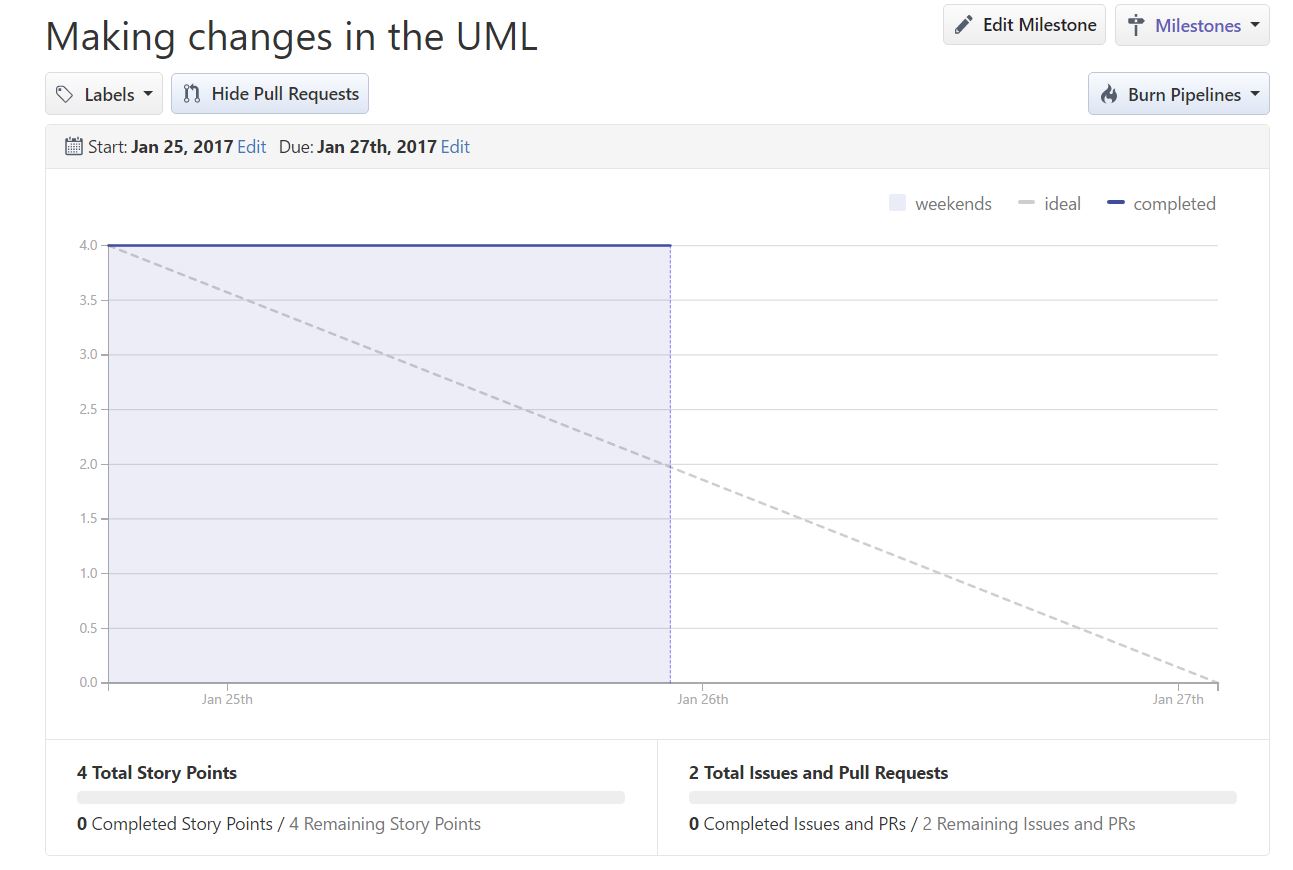 Making changes in the UML
Edit Milestone
Milestones
Labels
Hide Pull Requests
Burn Pipelines
Start: Jan 25, 2017 Edit Due: Jan 27th, 2017 Edit
weekends ideal completed
4.0
3.5
3.0
2.5
2.0
1.5
1.0
0.5
0.0
Jan 25th Jan 26th Jan 27th
4 Total Story Points
0 Completed Story Points / 4 Remaining Story Points
2 Total Issues and Pull Requests
0 Completed Issues and PRs / 2 Remaining Issues and PRs